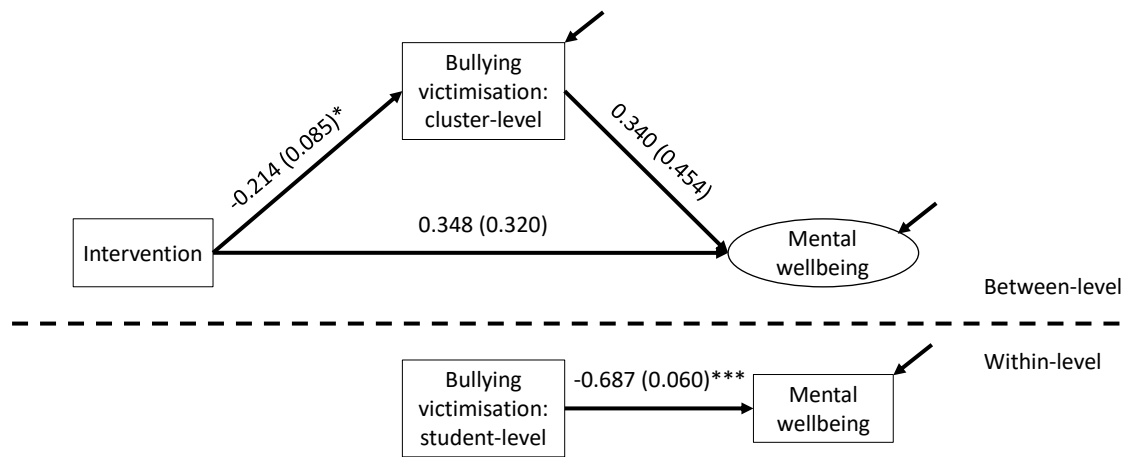 Bullying
victimisation:
cluster-level
-0.214 (0.085)*
0.340 (0.454)
Intervention
0.348 (0.320)
Mental
wellbeing
Between-level
Within-level
Bullying
victimisation:
student-level
-0.687 (0.060)***
Mental
wellbeing